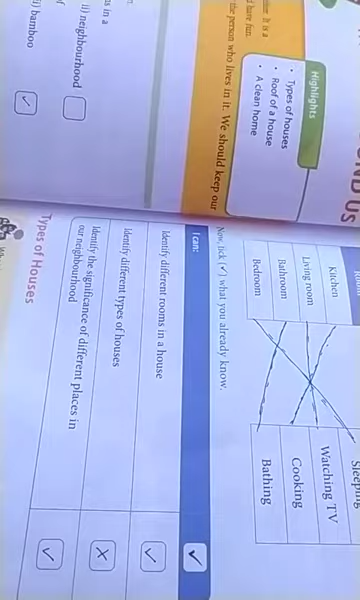 Highlights
• Types of houses
• Roof of a house
• A clean home
have fun.
the person who lives in it. We should keep our
ii) neighbourhood
bamboo
Kitchen
Living room
Bathroom
Bedroom
Sleeping
Watching TV
Cooking
Bathing
Now, tick (✓) what you already know.
I can:
Identify different rooms in a house
Identify different types of houses
Identify the significance of different places in
our neighbourhood
Types of Houses